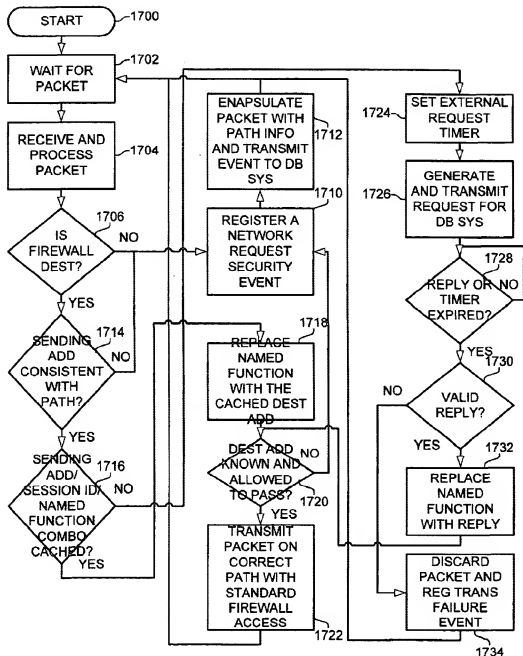 START
1700
WAIT FOR
PACKET
1702
RECEIVE AND
PROCESS
PACKET
1704
IS
FIREWALL
DEST?
1706
NO
YES
SENDING
ADD
CONSISTENT
WITH
PATH?
1714
NO
YES
SENDING
ADD/
SESSION ID/
NAMED
FUNCTION
COMBO
CACHED?
1716
NO
YES
ENAPSULATE
PACKET WITH
PATH INFO
AND TRANSMIT
EVENT TO DB
SYS
1712
REGISTER A
NETWORK
REQUEST
SECURITY
EVENT
1710
REPLACE
NAMED
FUNCTION
WITH THE
CACHED DEST
ADD
1718
DEST ADD
KNOWN AND
ALLOWED
TO PASS?
1720
NO
YES
TRANSMIT
PACKET ON
CORRECT
PATH WITH
STANDARD
FIREWALL
ACCESS
1722
SET EXTERNAL
REQUEST
TIMER
1724
GENERATE
AND TRANSMIT
REQUEST FOR
DB SYS
1726
REPLY OR
TIMER
EXPIRED?
1728
NO
YES
VALID
REPLY?
1730
NO
YES
REPLACE
NAMED
FUNCTION
WITH REPLY
1732
DISCARD
PACKET AND
REG TRANS
FAILURE
EVENT
1734